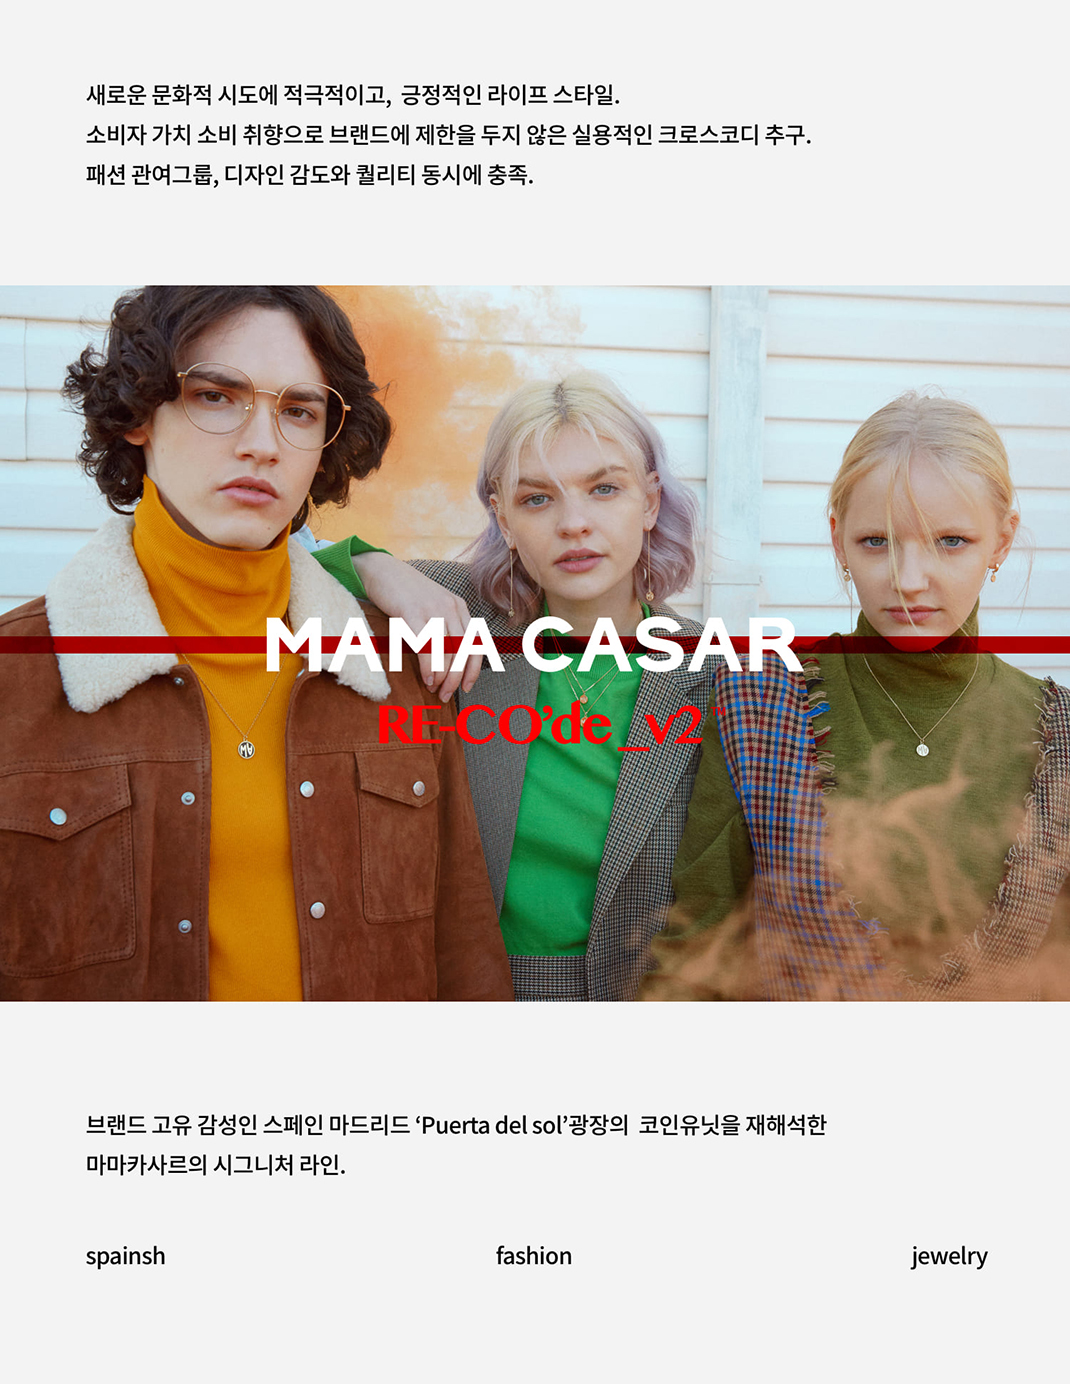 새로운 문화적 시도에 적극적이고, 긍정적인 라이프 스타일.
소비자 가치 소비 취향으로 브랜드에 제한을 두지 않은 실용적인 크로스코디 추구.
패션 관여그룹, 디자인 감도와 퀄리티 동시에 충족.
MAMA CASAR
RE-CO’de_v2
브랜드 고유 감성인 스페인 마드리드 ‘Puerta del sol’광장의 코인유닛을 재해석한
마마카사르의 시그니처 라인.
spainsh fashion jewelry